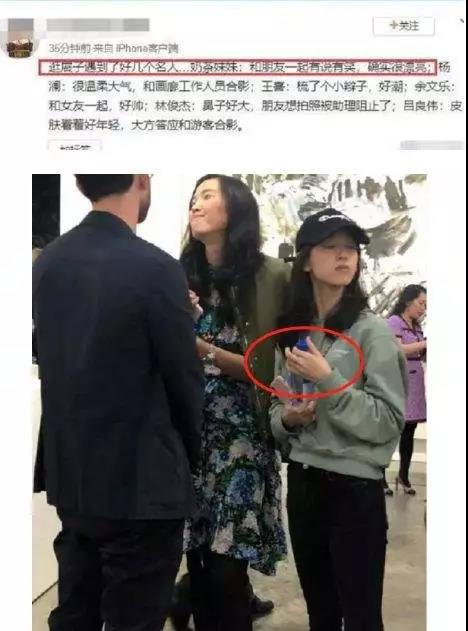 +关注
35分钟前 来自 iPhone客户端
逛展子遇到了好几个名人...奶茶妹妹：和朋友一起有说有笑，确实很漂亮；杨
澜：很温柔大气，和画廊工作人员合影；王喜：梳了个小辫子，好潮；余文乐：
和女友一起，好帅；林俊杰：鼻子好大，朋友想拍照被助理阻止了；吕良伟：皮
肤看着好年轻，大方答应和游客合影。